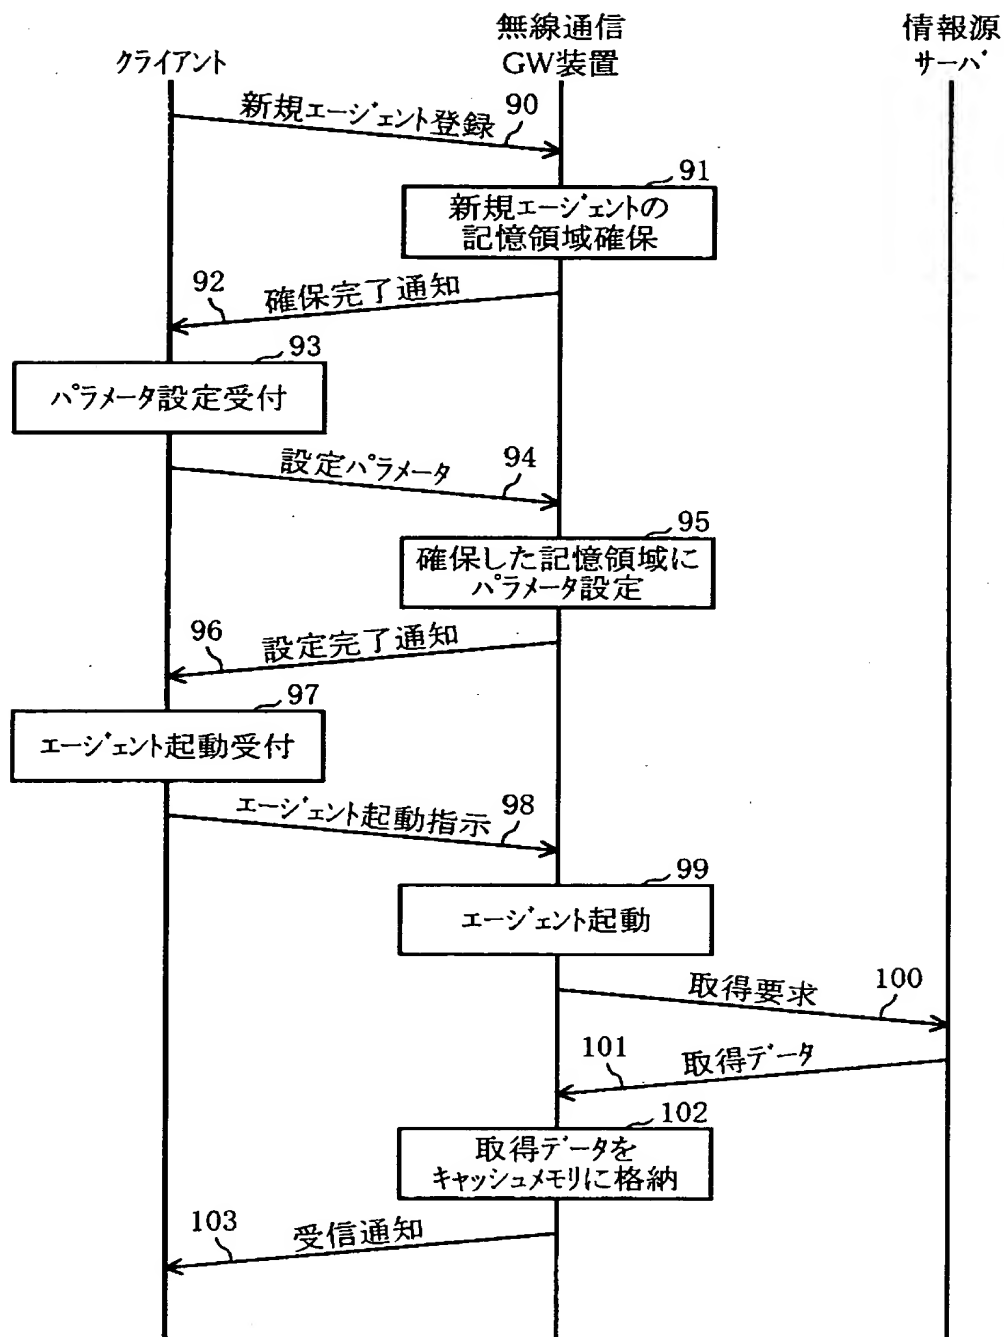 無線通信
GW装置
情報源
サーバ
クライアント
新規エージェント登録
90
91
新規エージェントの
記憶領域確保
92
確保完了通知
93
パラメータ設定受付
設定パラメータ
94
95
確保した記憶領域に
パラメータ設定
96
設定完了通知
97
エージェント起動受付
エージェント起動指示
98
99
エージェント起動
取得要求
100
101
取得データ
102
取得データを
キャッシュメモリに格納
103
受信通知